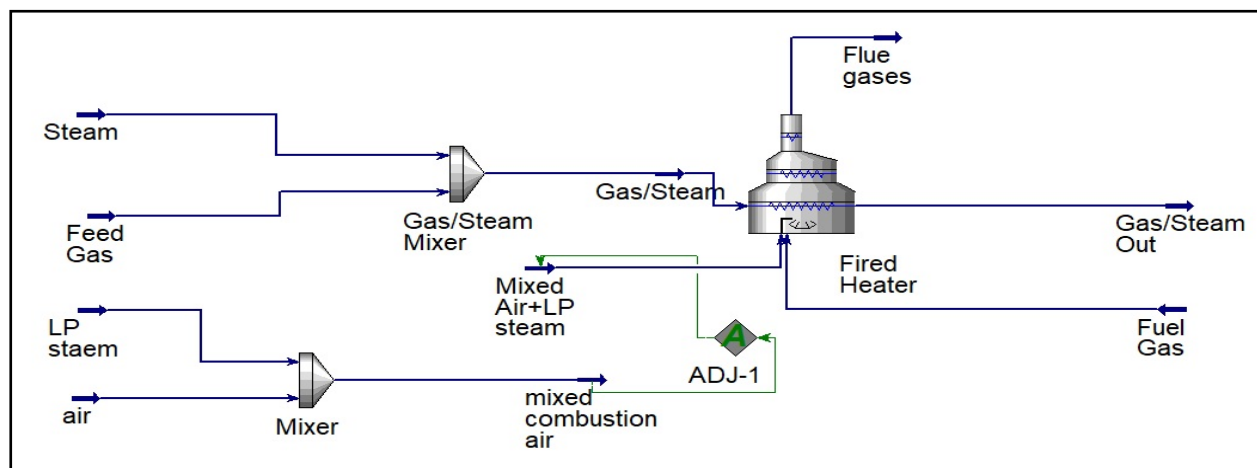 Flue
gases
Steam
Gas/Steam
Feed
Gas
Gas/Steam
Mixer
Gas/Steam
Out
Mixed
Air+LP
steam
Fired
Heater
LP
staem
Fuel
Gas
A
ADJ-1
air
Mixer
mixed
combustion
air